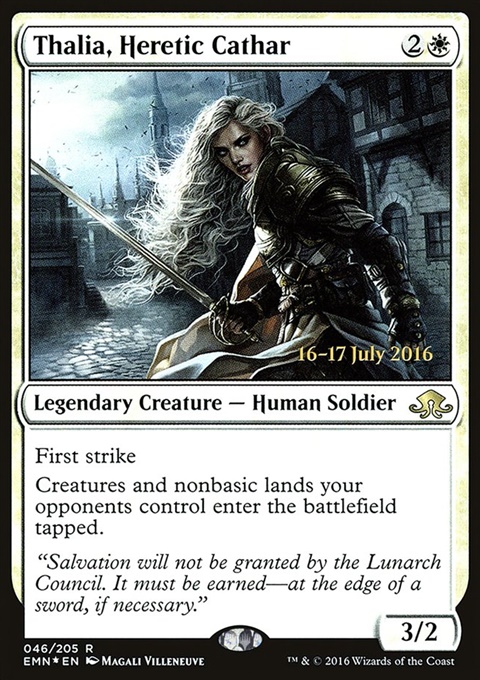 Thalia, Heretic Cathar 2
16–17 July 2016
Legendary Creature — Human Soldier
First strike
Creatures and nonbasic lands your
opponents control enter the battlefield
tapped.
“Salvation will not be granted by the Lunarch
Council. It must be earned—at the edge of a
sword, if necessary.”
3/2
046/205 R
EMN★EN Magali Villeneuve
™ & © 2016 Wizards of the Coast